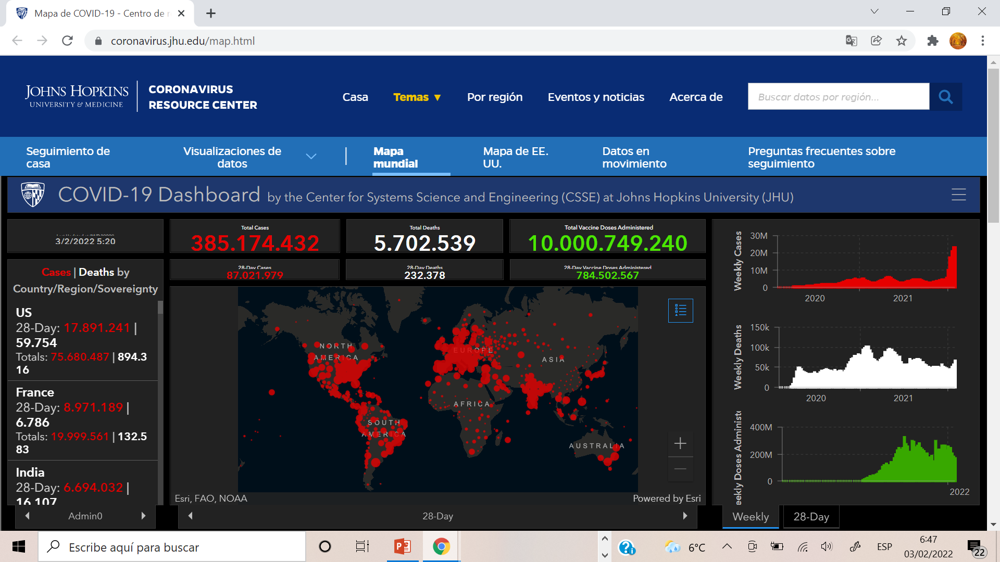 Mapa de COVID-19 - Centro de r
coronavirus.jhu.edu/map.html
JOHNS HOPKINS
UNIVERSITY & MEDICINE
CORONAVIRUS
RESOURCE CENTER
Casa
Temas ▼
Por región
Eventos y noticias
Acerca de
Buscar datos por región...
Seguimiento de
casa
Visualizaciones de
datos
Mapa
mundial
Mapa de EE.
UU.
Datos en
movimiento
Preguntas frecuentes sobre
seguimiento
COVID-19 Dashboard by the Center for Systems Science and Engineering (CSSE) at Johns Hopkins University (JHU)
3/2/2022 5:20
Total Cases
385.174.432
Total Deaths
5.702.539
Total Vaccine Doses Administered
10.000.749.240
28-Day Cases
87.021.979
28-Day Deaths
232.378
28-Day Vaccine Doses Administered
784.502.567
Cases | Deaths by
Country/Region/Sovereignty
US
28-Day: 17.891.241 |
59.754
Totals: 75.680.487 | 894.3
16
France
28-Day: 8.971.189 |
6.786
Totals: 19.999.561 | 132.5
83
India
28-Day: 6.694.032 |
16.107
Admin0
NORTH
AMERICA
EUROPE
ASIA
AFRICA
SOUTH
AMERICA
AUSTRALIA
Esri, FAO, NOAA
Powered by Esri
28-Day
Weekly Cases
30M
20M
10M
0
2020
2021
Weekly Deaths
150k
100k
50k
0
2020
2021
eekly Doses Administe
400M
200M
0
2022
Weekly
28-Day
Escribe aquí para buscar
6°C
ESP
6:47
03/02/2022
22